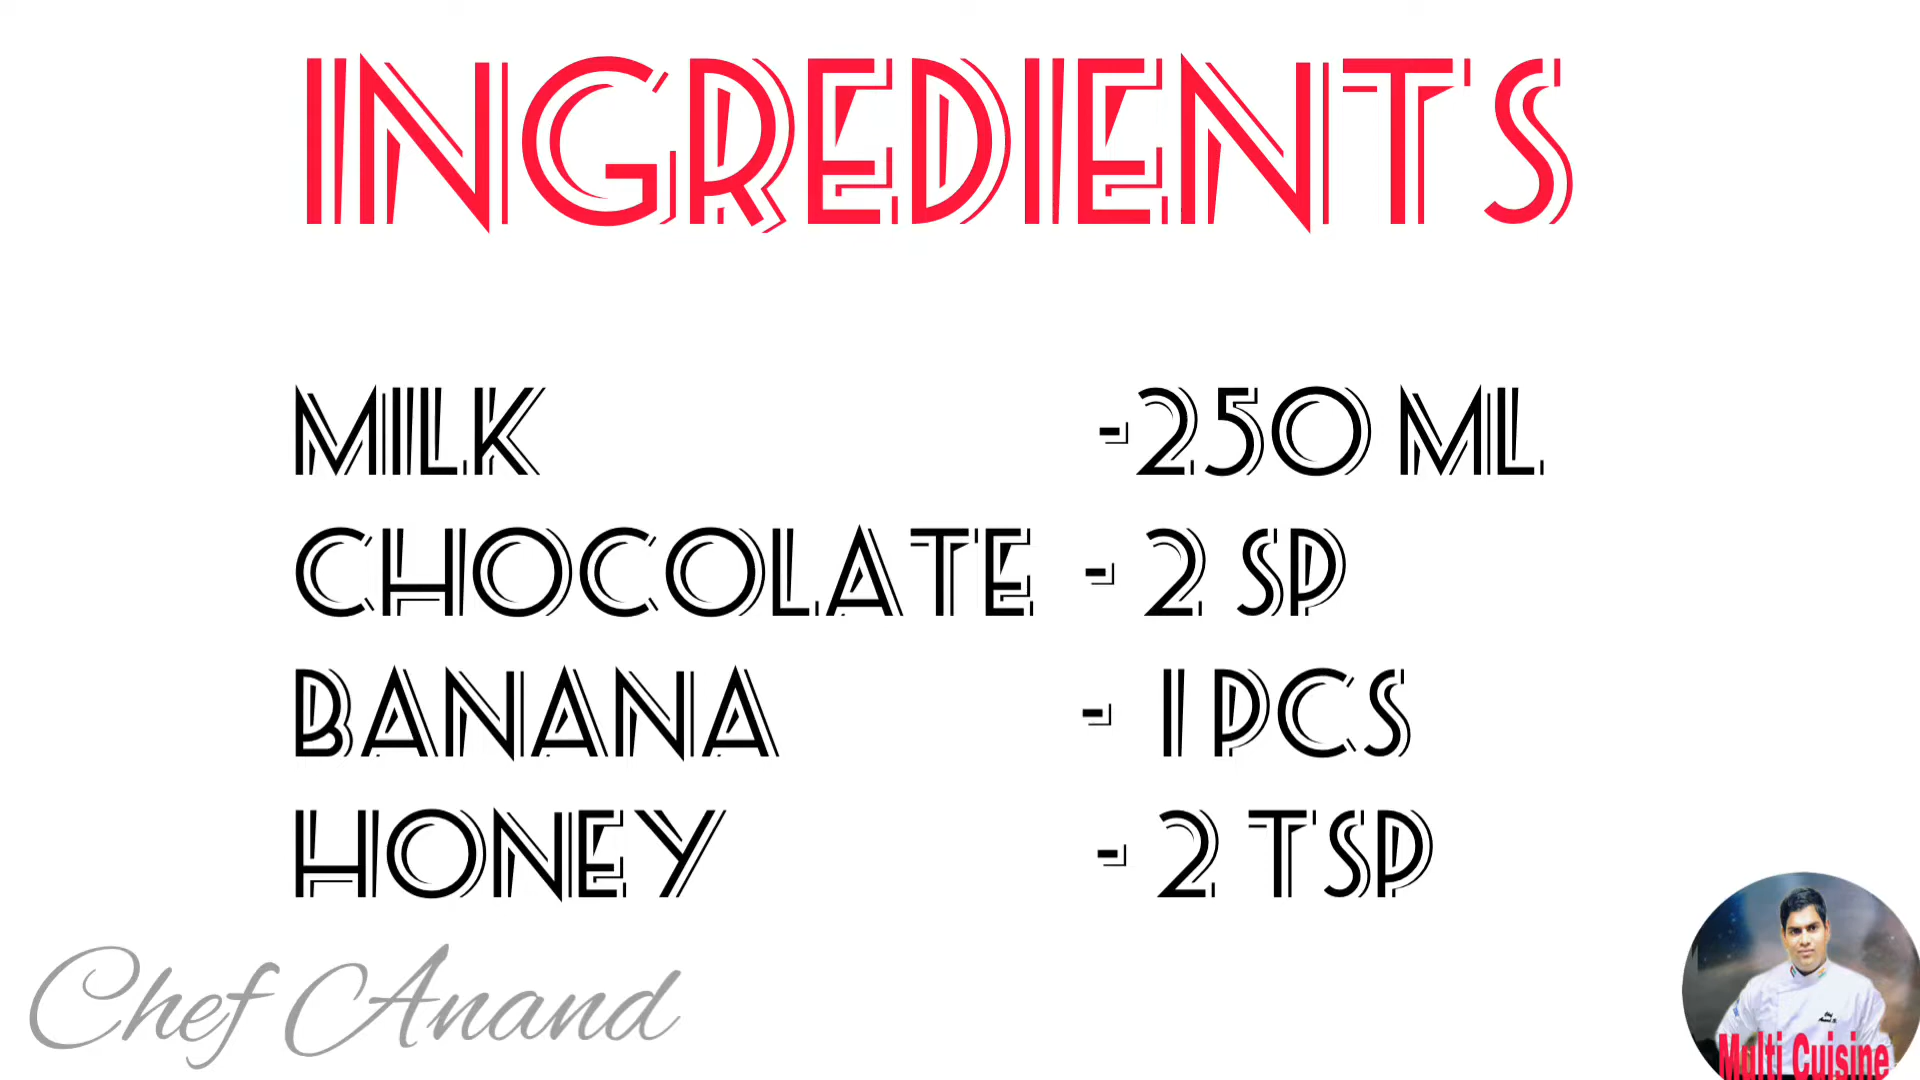 INGREDIENTS
MILK -250 ML
CHOCOLATE - 2 SP
BANANA - 1 PCS
HONEY - 2 TSP
Chef Anand
Multi Cuisine